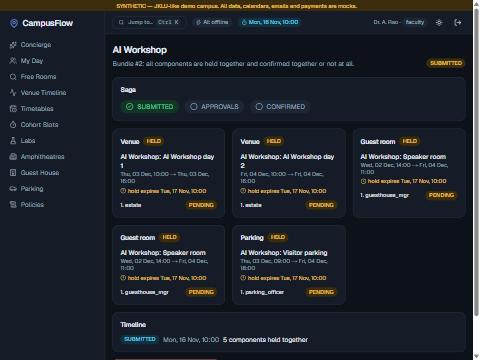 SYNTHETIC — JKLU-like demo campus. All data, calendars, emails and payments are mock.
CampusFlow
Jump to... Ctrl K
AI: offline
Mon, 16 Nov, 10:00
Dr. A. Rao · faculty
Concierge
My Day
Free Rooms
Venue Timeline
Timetables
Cohort Slots
Labs
Amphitheatres
Guest House
Parking
Policies
AI Workshop
Bundle #2: all components are held together and confirmed together or not at all.
SUBMITTED
Saga
SUBMITTED
APPROVALS
CONFIRMED
Venue HELD
AI Workshop: AI Workshop day
1
Thu, 03 Dec, 10:00 → Thu, 03 Dec,
16:00
hold expires Tue, 17 Nov, 10:00
1. estate PENDING
Venue HELD
AI Workshop: AI Workshop day
2
Fri, 04 Dec, 10:00 → Fri, 04 Dec,
16:00
hold expires Tue, 17 Nov, 10:00
1. estate PENDING
Guest room HELD
AI Workshop: Speaker room
Wed, 02 Dec, 14:00 → Fri, 04 Dec,
11:00
hold expires Tue, 17 Nov, 10:00
1. guesthouse_mgr PENDING
Guest room HELD
AI Workshop: Speaker room
Wed, 02 Dec, 14:00 → Fri, 04 Dec,
11:00
hold expires Tue, 17 Nov, 10:00
1. guesthouse_mgr PENDING
Parking HELD
AI Workshop: Visitor parking
Thu, 03 Dec, 09:00 → Fri, 04 Dec,
18:00
hold expires Tue, 17 Nov, 10:00
1. parking_officer PENDING
Timeline
SUBMITTED Mon, 16 Nov, 10:00 5 components held together